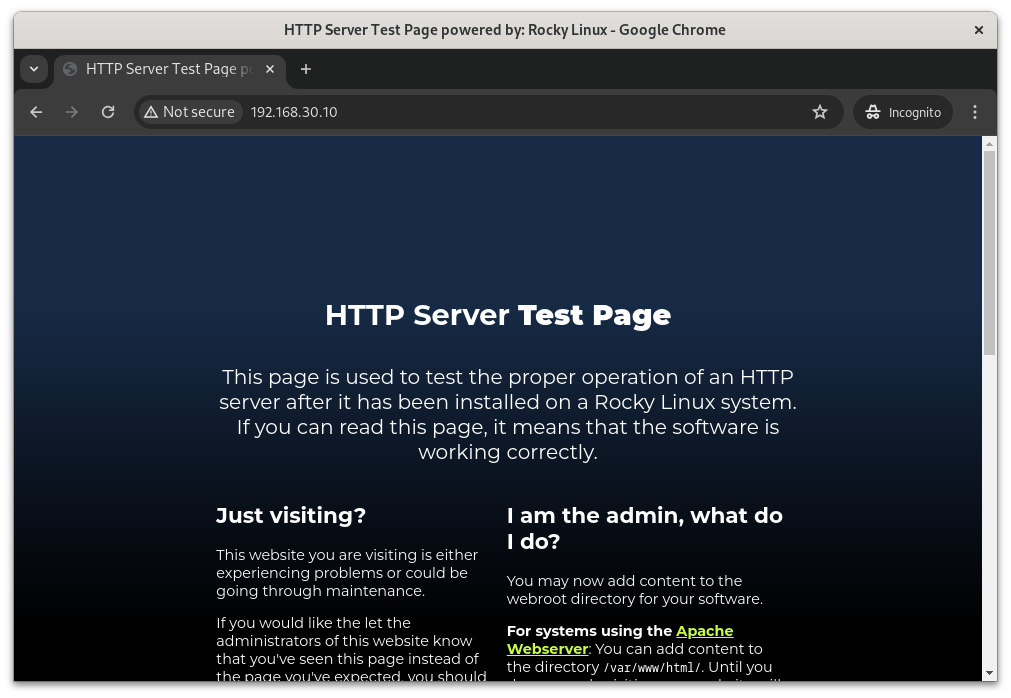 HTTP Server Test Page powered by: Rocky Linux - Google Chrome
HTTP Server Test Page
Not secure 192.168.30.10 Incognito
HTTP Server Test Page
This page is used to test the proper operation of an HTTP
server after it has been installed on a Rocky Linux system.
If you can read this page, it means that the software is
working correctly.
Just visiting?
This website you are visiting is either
experiencing problems or could be
going through maintenance.
If you would like the let the
administrators of this website know
that you've seen this page instead of
the page you've expected, you should
I am the admin, what do
I do?
You may now add content to the
webroot directory for your software.
For systems using the Apache
Webserver: You can add content to
the directory /var/www/html/. Until you